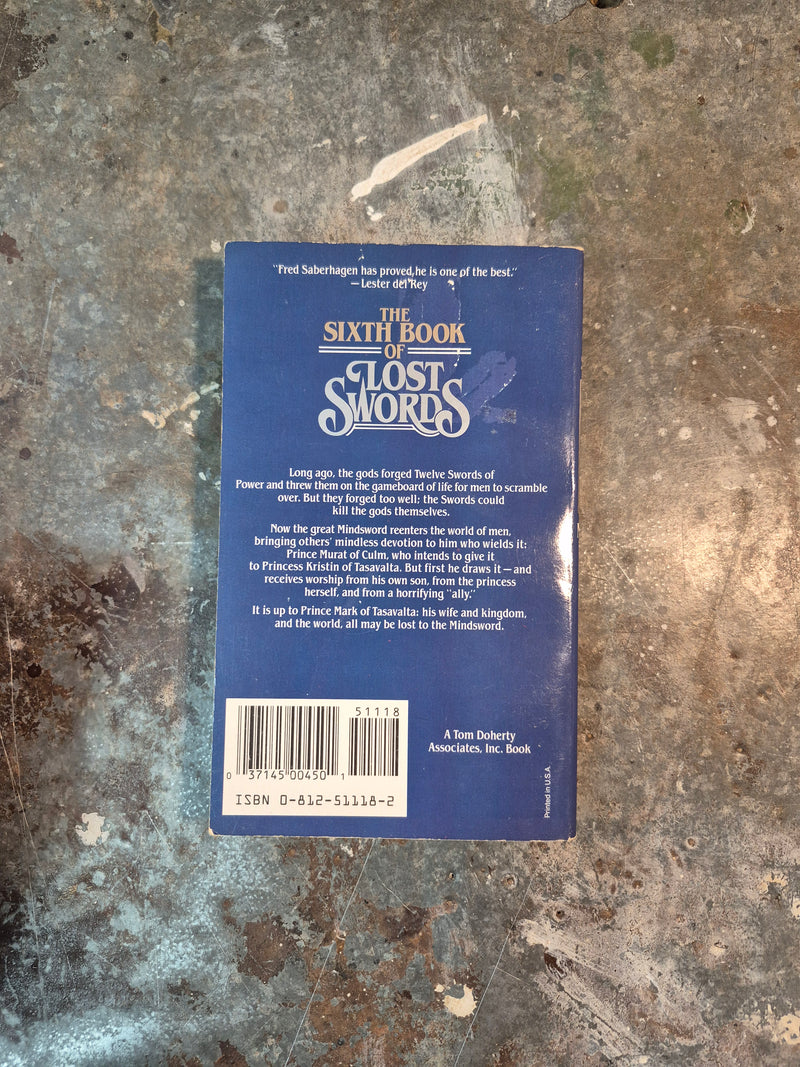 "Fred Saberhagen has proved he is one of the best."
—Lester del Rey
THE
SIXTH BOOK
OF
LOST
SWORDS
Long ago, the gods forged Twelve Swords of
Power and threw them on the gameboard of life for men to scramble
over. But they forged too well: the Swords could
kill the gods themselves.
Now the great Mindsword reenters the world of men,
bringing others' mindless devotion to him who wields it:
Prince Murat of Culm, who intends to give it
to Princess Kristin of Tasavalta. But first he draws it—and
receives worship from his own son, from the princess
herself, and from a horrifying "ally."
It is up to Prince Mark of Tasavalta: his wife and kingdom,
and the world, all may be lost to the Mindsword.
51118
0 37145 00450 1
ISBN 0-812-51118-2
A Tom Doherty
Associates, Inc. Book
Printed in U.S.A.